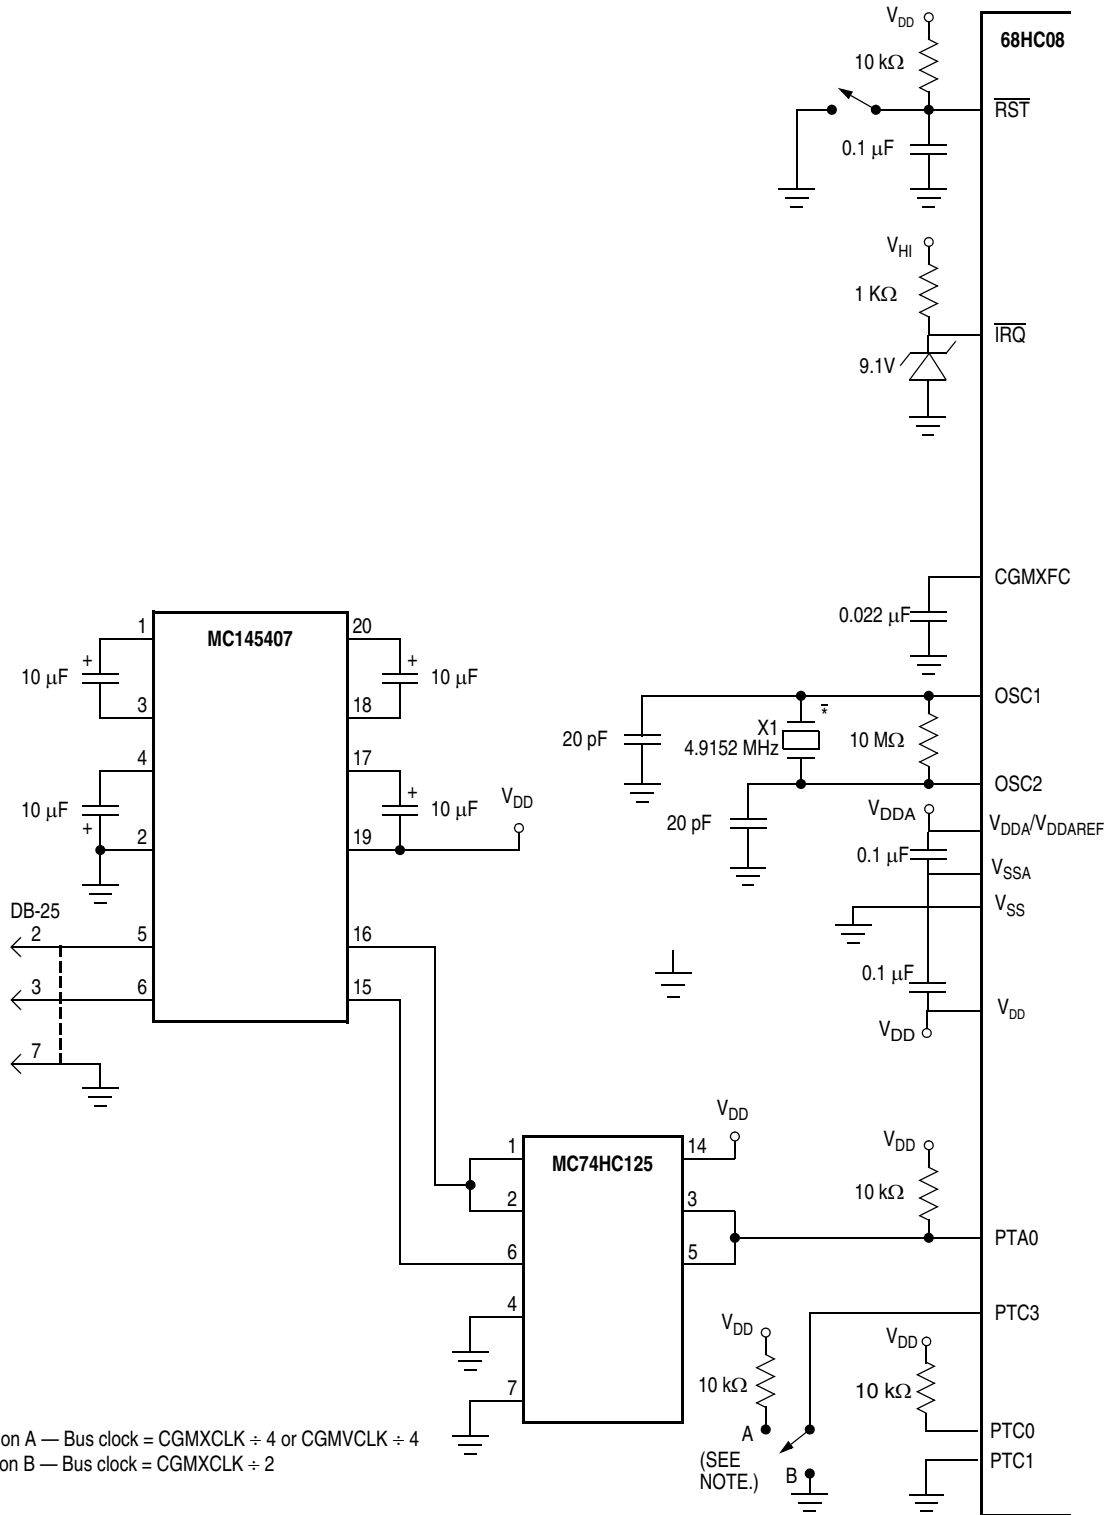 V_DD
68HC08
10 kΩ
RST
0.1 µF
V_HI
1 KΩ
IRQ
9.1V
CGMXFC
0.022 µF
MC145407
1
20
+
+
10 µF
10 µF
3
18
OSC1
*
X1
20 pF
4.9152 MHz
10 MΩ
4
17
OSC2
+
10 µF
10 µF
V_DD
20 pF
V_DDA
V_DDA/V_DDAREF
+
2
19
0.1 µF
V_SSA
V_SS
DB-25
2
5
16
3
6
15
0.1 µF
V_DD
V_DD
7
V_DD
1
MC74HC125
14
V_DD
2
3
10 kΩ
6
5
PTA0
4
PTC3
V_DD
V_DD
7
10 kΩ
10 kΩ
on A — Bus clock = CGMXCLK ÷ 4 or CGMVCLK ÷ 4
A
PTC0
on B — Bus clock = CGMXCLK ÷ 2
(SEE
NOTE.)
B
PTC1